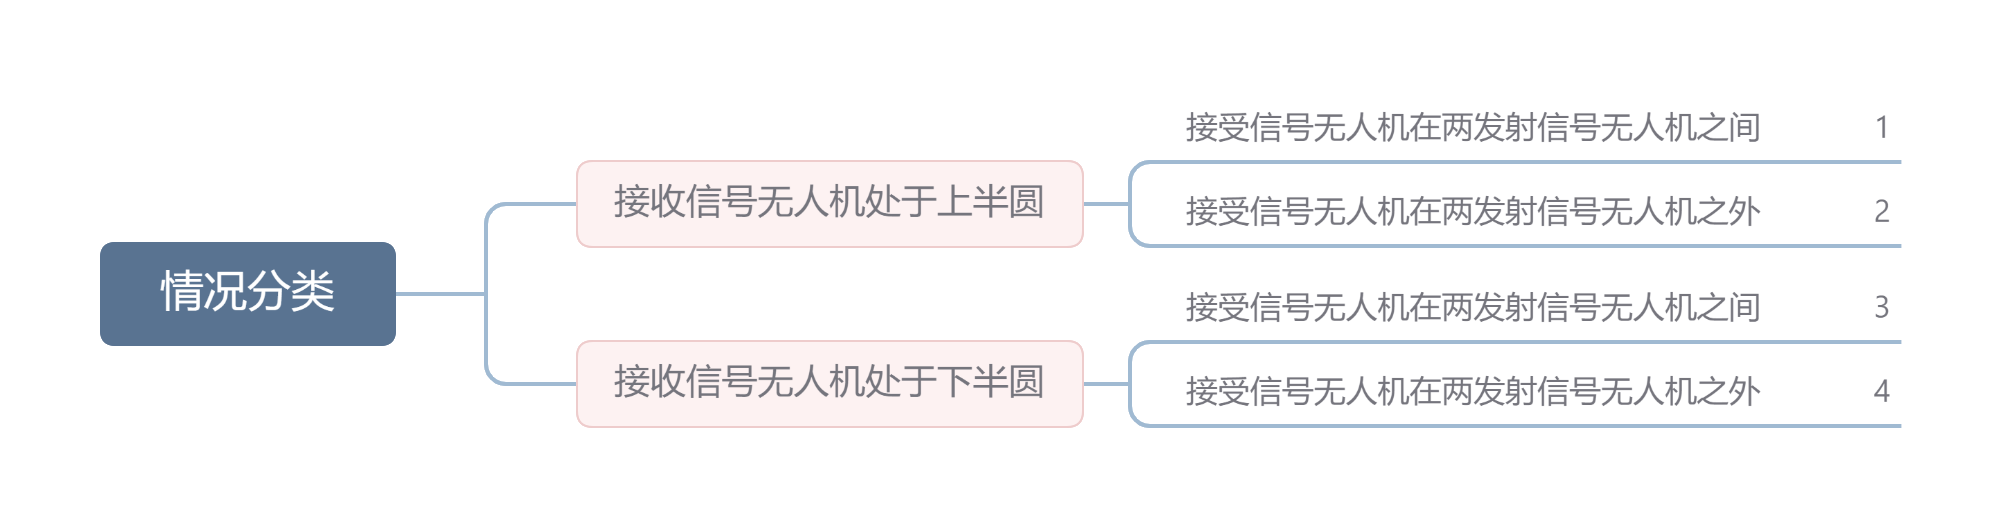 情况分类
接收信号无人机处于上半圆
接受信号无人机在两发射信号无人机之间 1
接受信号无人机在两发射信号无人机之外 2
接收信号无人机处于下半圆
接受信号无人机在两发射信号无人机之间 3
接受信号无人机在两发射信号无人机之外 4